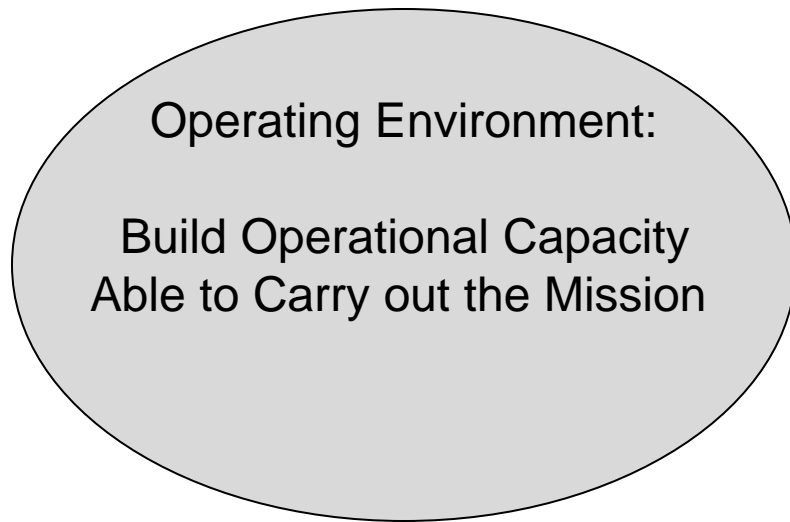 Operating Environment:
Build Operational Capacity
Able to Carry out the Mission